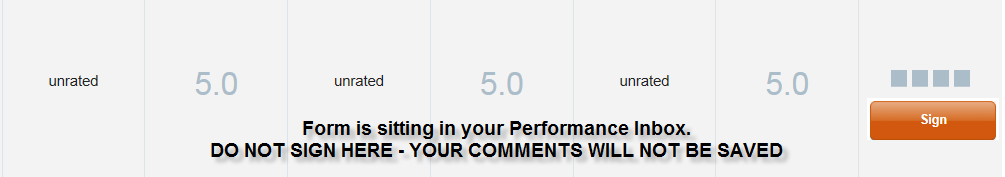 unrated 5.0 unrated 5.0 unrated 5.0
Sign
Form is sitting in your Performance Inbox.
DO NOT SIGN HERE - YOUR COMMENTS WILL NOT BE SAVED